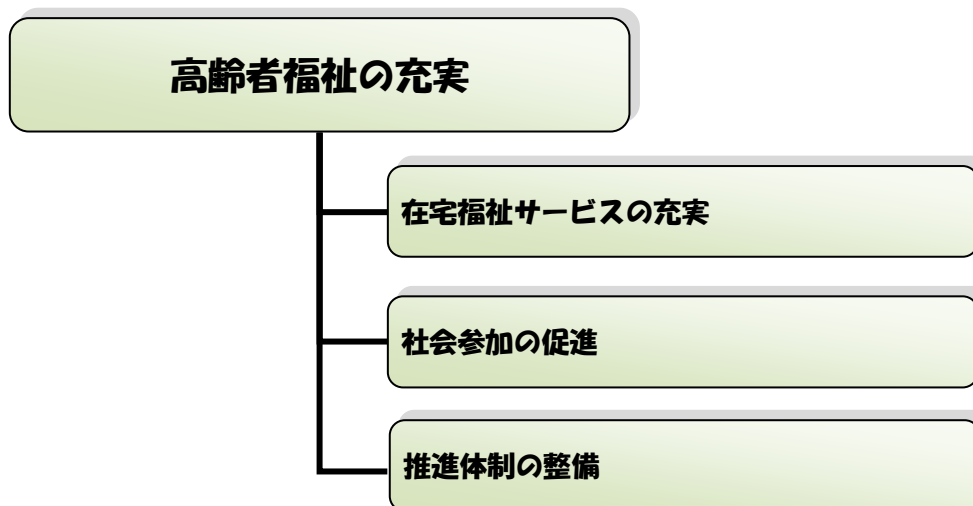 高齢者福祉の充実
在宅福祉サービスの充実
社会参加の促進
推進体制の整備